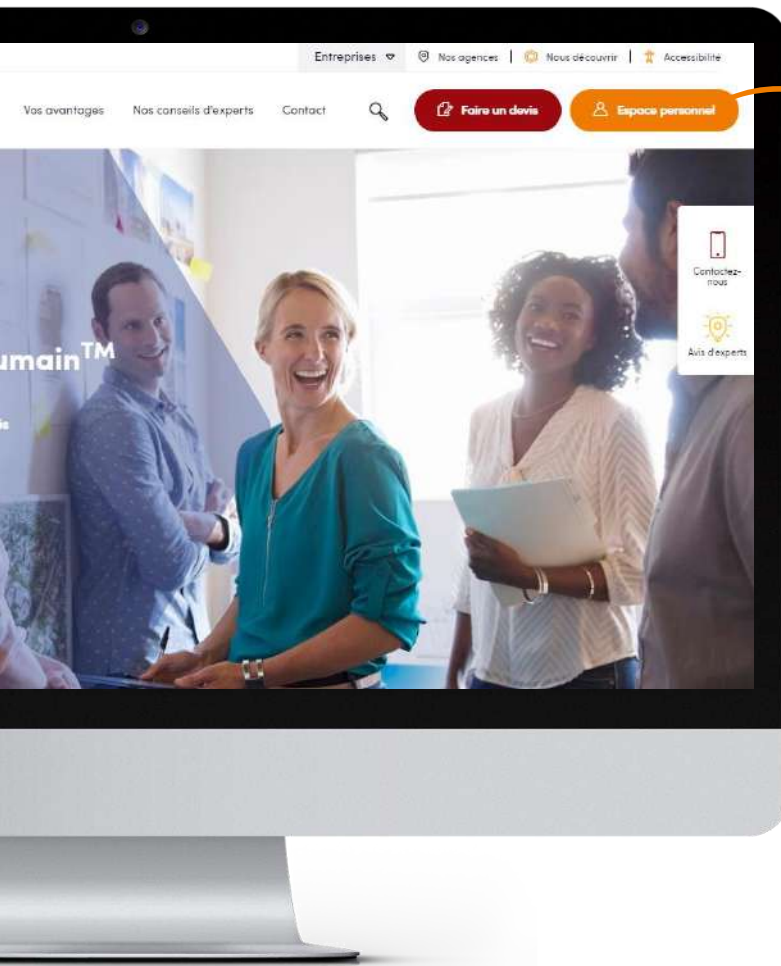 Entreprises Nos agences | Nous découvrir | Accessibilité
Vos avantages Nos conseils d'experts Contact Faire un devis Espace personnel
Contactez-
nous
umain™
Avis d'experts
és